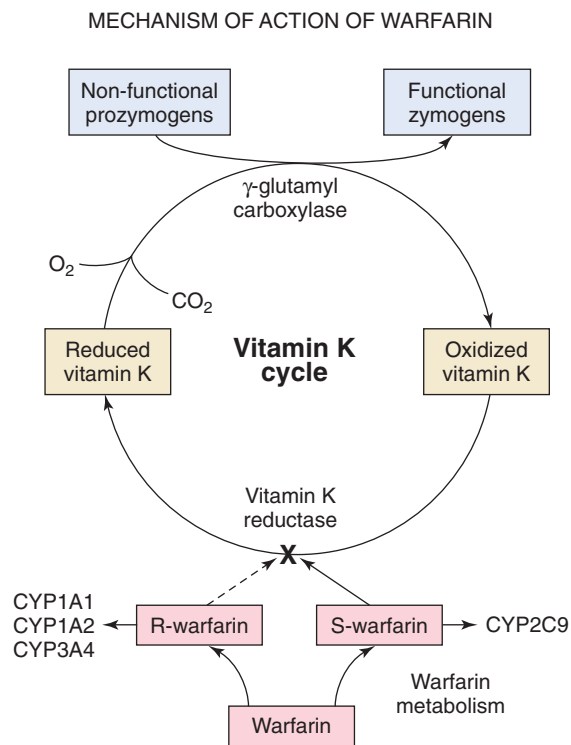 MECHANISM OF ACTION OF WARFARIN
Non-functional
prozymogens
Functional
zymogens
γ-glutamyl
carboxylase
O₂
CO₂
Reduced
vitamin K
Vitamin K
cycle
Oxidized
vitamin K
Vitamin K
reductase
X
CYP1A1
CYP1A2
CYP3A4
R-warfarin
S-warfarin
CYP2C9
Warfarin
metabolism
Warfarin